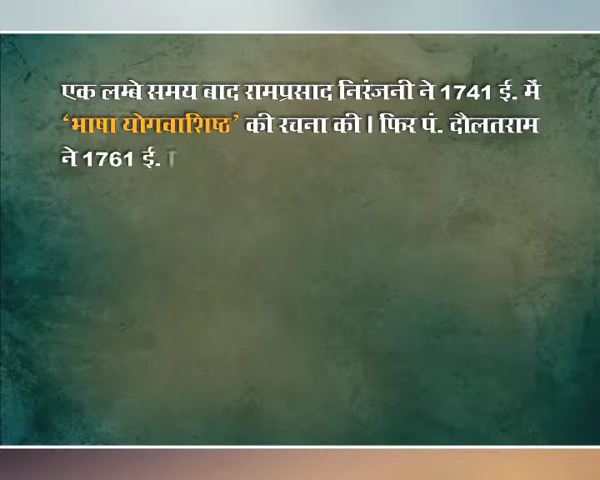 एक लम्बे समय बाद रामप्रसाद निरंजनी ने 1741 ई. में
‘भाषा योगवाशिष्ठ’ की रचना की। फिर पं. दौलतराम
ने 1761 ई.